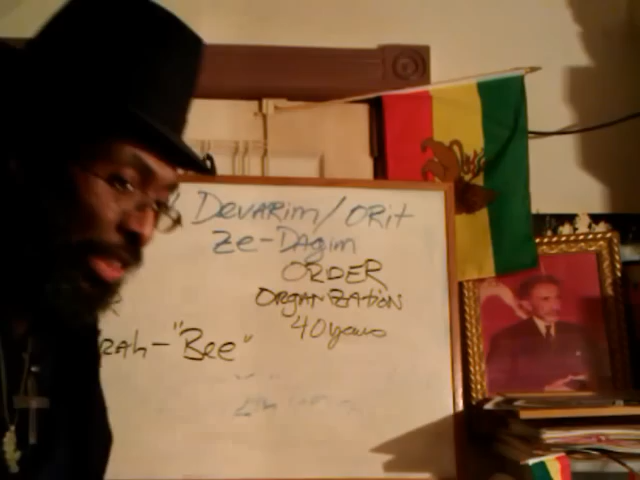 DEVARIM/ORIT
ZE-DAGIM
ORDER
ORGANIZATION
40 years
RAH-"Bee"